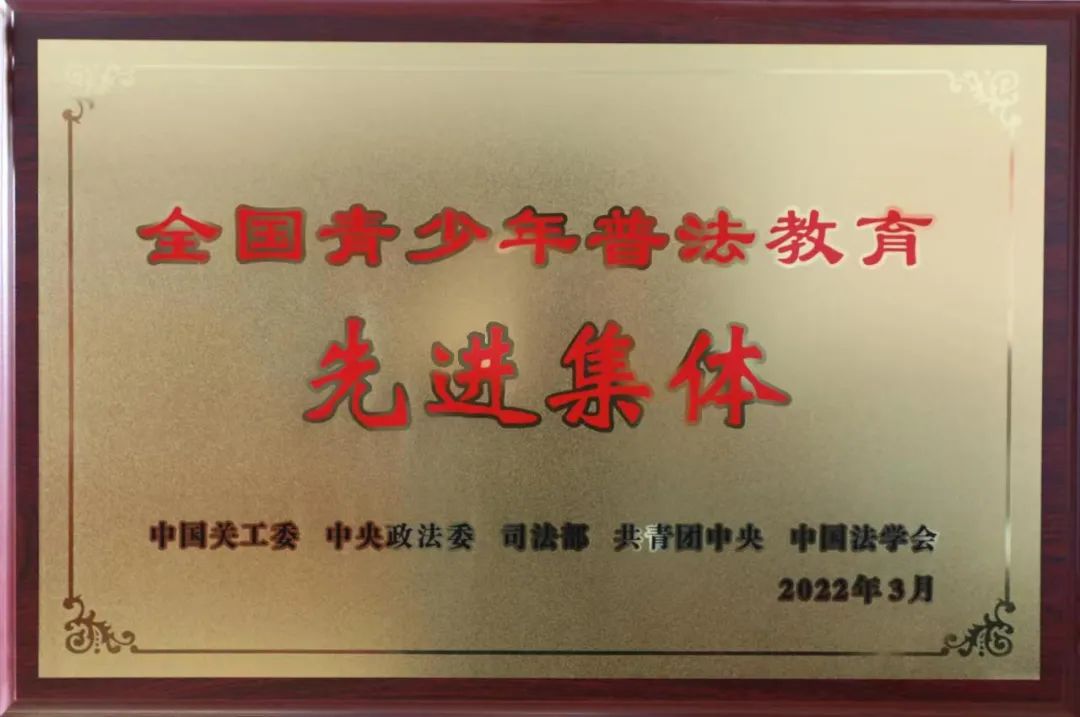 全国青少年普法教育
先进集体
中国关工委 中央政法委 司法部 共青团中央 中国法学会
2022年3月